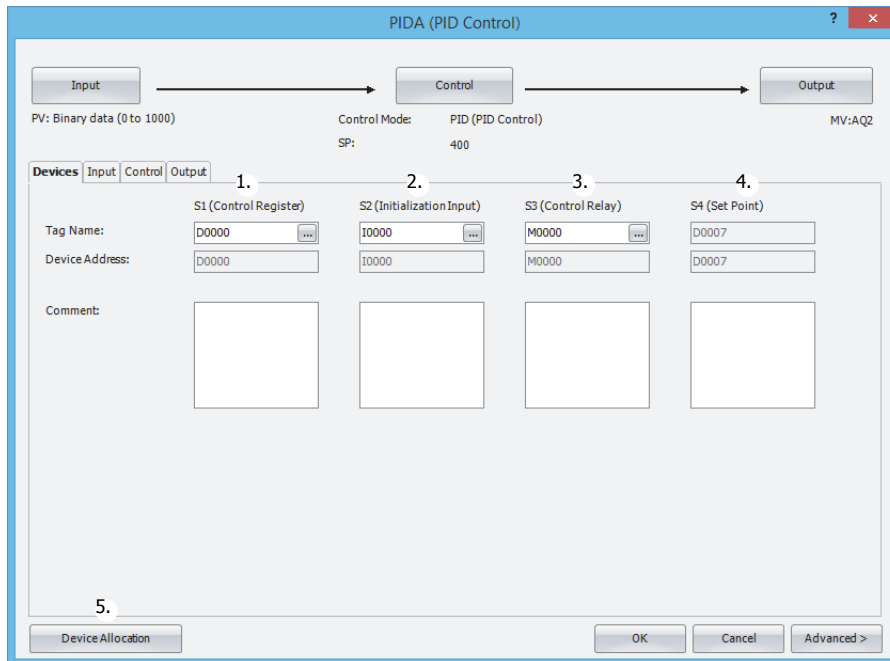 PIDA (PID Control)
? ×
Input Control Output
PV: Binary data (0 to 1000) Control Mode: PID (PID Control) MV:AQ2
SP: 400
Devices Input Control Output
1. 2. 3. 4.
S1 (Control Register) S2 (Initialization Input) S3 (Control Relay) S4 (Set Point)
Tag Name: D0000 ... I0000 ... M0000 ... D0007
Device Address: D0000 I0000 M0000 D0007
Comment:
5.
Device Allocation OK Cancel Advanced >